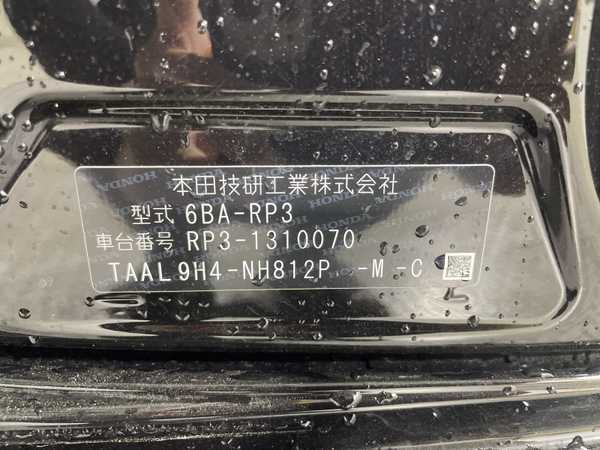 本田技研工業株式会社
型式 6BA-RP3
車台番号 RP3-1310070
TAAL9H4-NH812P -M -C